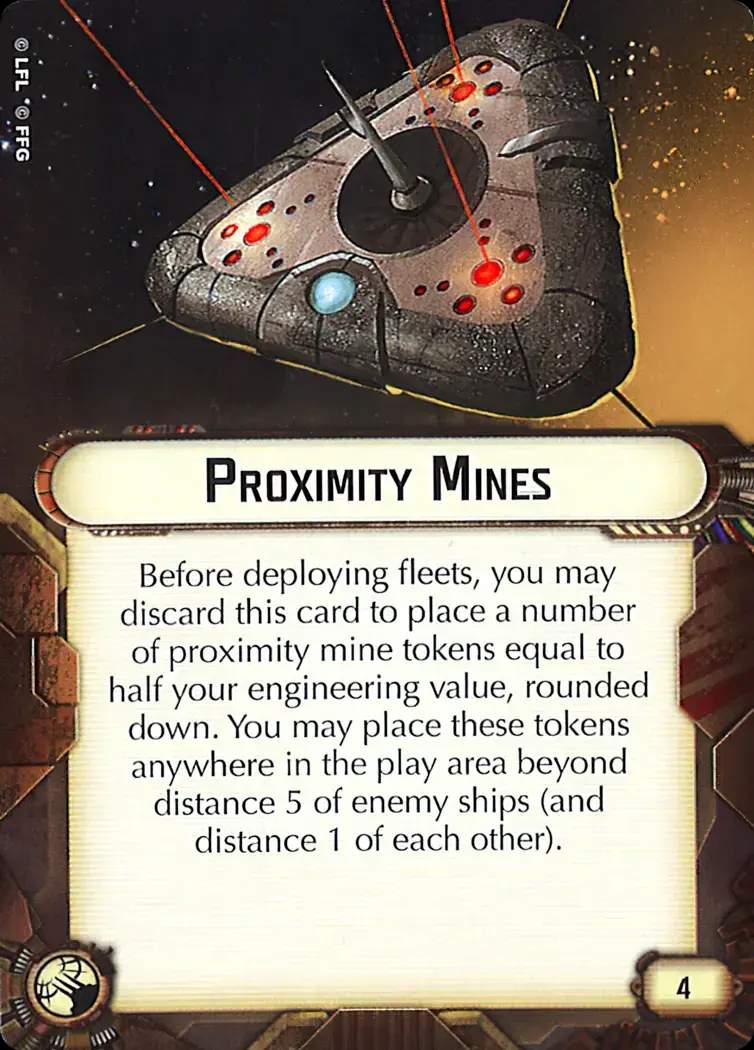 © LFL © FFG
PROXIMITY MINES
Before deploying fleets, you may
discard this card to place a number
of proximity mine tokens equal to
half your engineering value, rounded
down. You may place these tokens
anywhere in the play area beyond
distance 5 of enemy ships (and
distance 1 of each other).
4